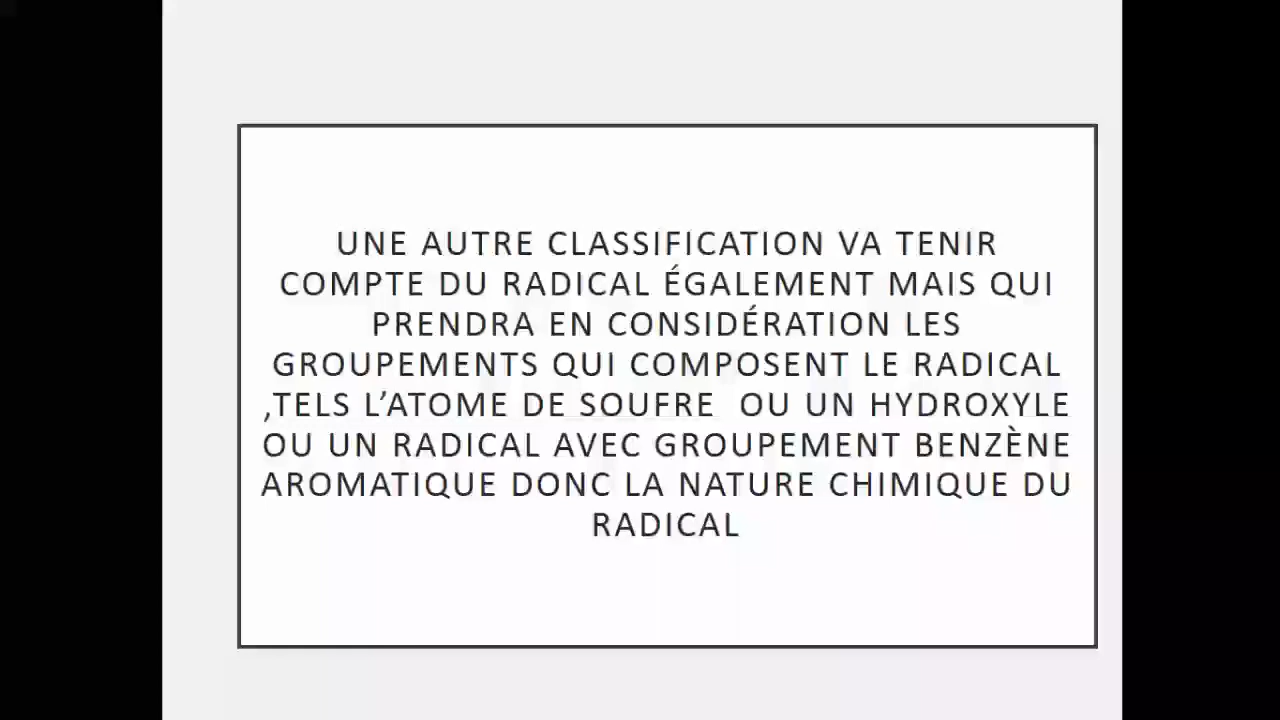 UNE AUTRE CLASSIFICATION VA TENIR
COMPTE DU RADICAL ÉGALEMENT MAIS QUI
PRENDRA EN CONSIDÉRATION LES
GROUPEMENTS QUI COMPOSENT LE RADICAL
,TELS L’ATOME DE SOUFRE  OU UN HYDROXYLE
OU UN RADICAL AVEC GROUPEMENT BENZÈNE
AROMATIQUE DONC LA NATURE CHIMIQUE DU
RADICAL